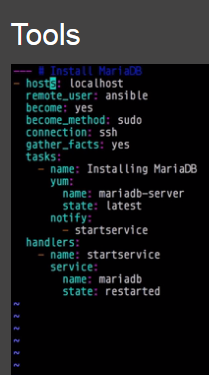 Tools
--- # Install MariaDB
- hosts: localhost
  remote_user: ansible
  become: yes
  become_method: sudo
  connection: ssh
  gather_facts: yes
  tasks:
    - name: Installing MariaDB
      yum:
        name: mariadb-server
        state: latest
      notify:
        - startservice
  handlers:
    - name: startservice
      service:
        name: mariadb
        state: restarted
~
~
~
~
~
~